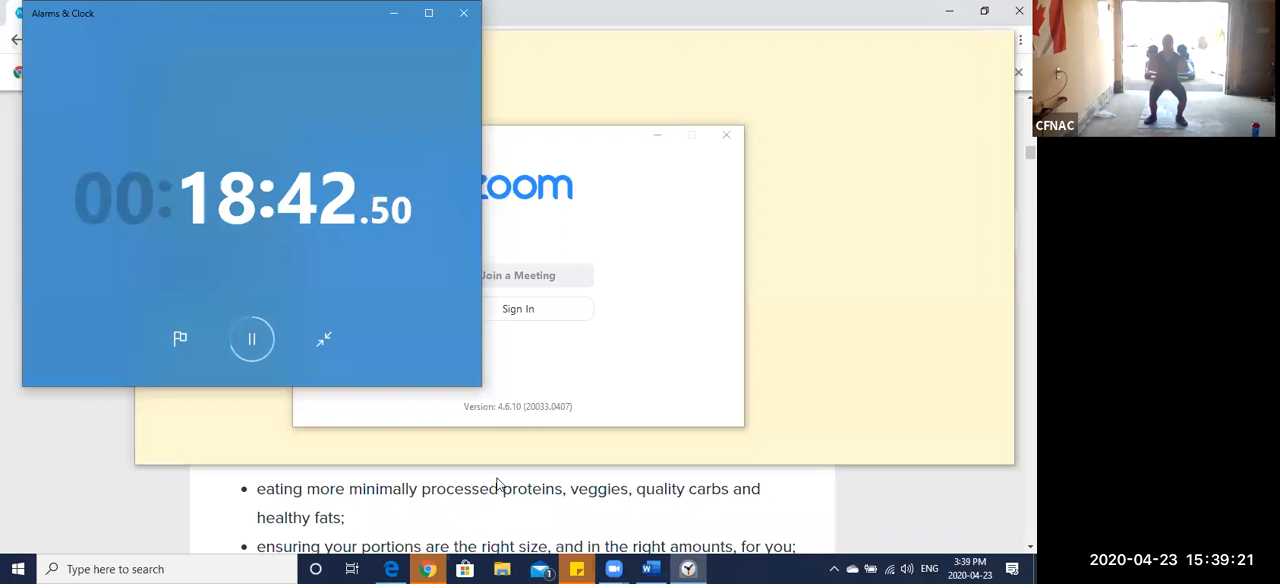 Alarms & Clock
00:18:42.50
zoom
Join a Meeting
Sign In
Version: 4.6.10 (20033.0407)
eating more minimally processed proteins, veggies, quality carbs and
healthy fats;
ensuring your portions are the right size, and in the right amounts, for you;
Type here to search
1
ENG
3:39 PM
2020-04-23
CFNAC
2020-04-23 15:39:21